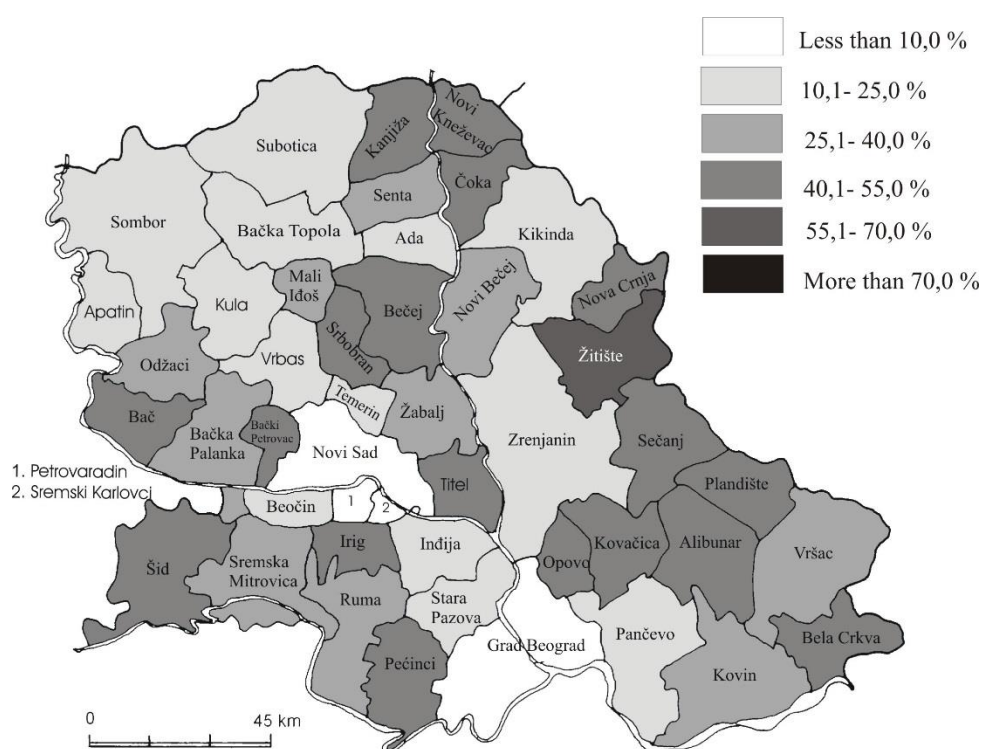 Less than 10,0 %
10,1- 25,0 %
25,1- 40,0 %
40,1- 55,0 %
55,1- 70,0 %
More than 70,0 %
Novi
Kneževac
Kanjiža
Subotica
Čoka
Senta
Sombor
Bačka Topola
Ada
Kikinda
Novi Bečej
Mali
Iđoš
Nova Crnja
Apatin
Kula
Bečej
Srbobran
Žitište
Vrbas
Odžaci
Temerin
Žabalj
Bač
Bačka
Palanka
Bački
Petrovac
Novi Sad
Zrenjanin
Sečanj
1. Petrovaradin
2. Sremski Karlovci
Titel
Plandište
Beočin
1
2
Šid
Sremska
Mitrovica
Irig
Inđija
Opovo
Kovačica
Alibunar
Vršac
Ruma
Stara
Pazova
Grad Beograd
Pančevo
Bela Crkva
Pećinci
Kovin
0
45 km